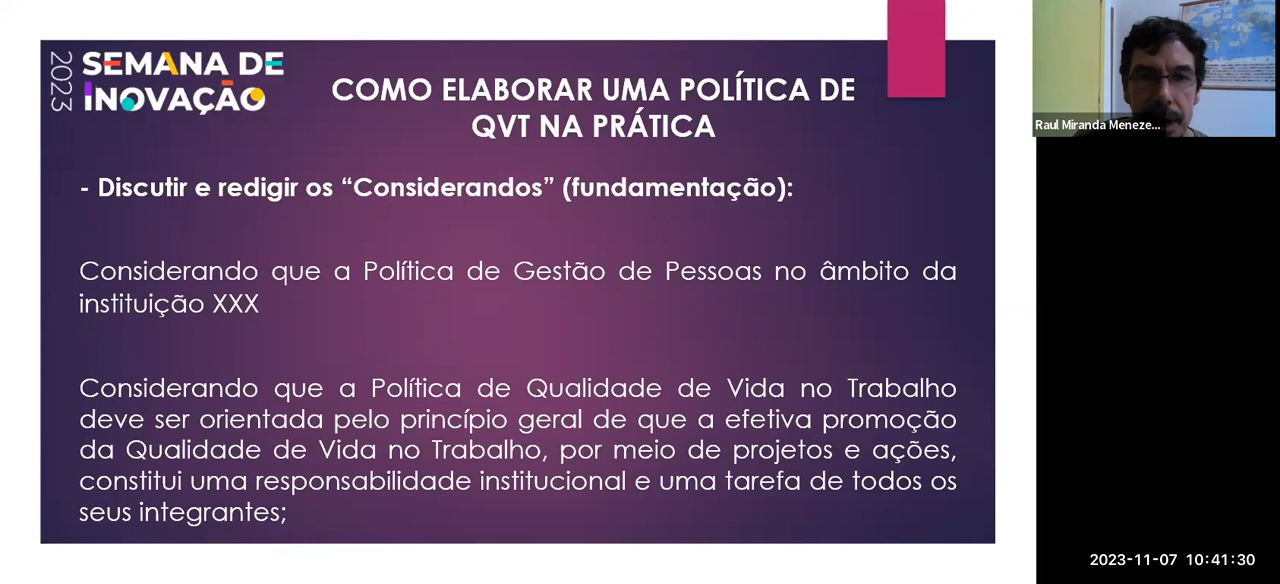 2023
SEMANA DE
INOVAÇÃO
COMO ELABORAR UMA POLÍTICA DE
QVT NA PRÁTICA
- Discutir e redigir os “Considerandos” (fundamentação):
Considerando que a Política de Gestão de Pessoas no âmbito da
instituição XXX
Considerando que a Política de Qualidade de Vida no Trabalho
deve ser orientada pelo princípio geral de que a efetiva promoção
da Qualidade de Vida no Trabalho, por meio de projetos e ações,
constitui uma responsabilidade institucional e uma tarefa de todos os
seus integrantes;
Raul Miranda Meneze...
2023-11-07 10:41:30